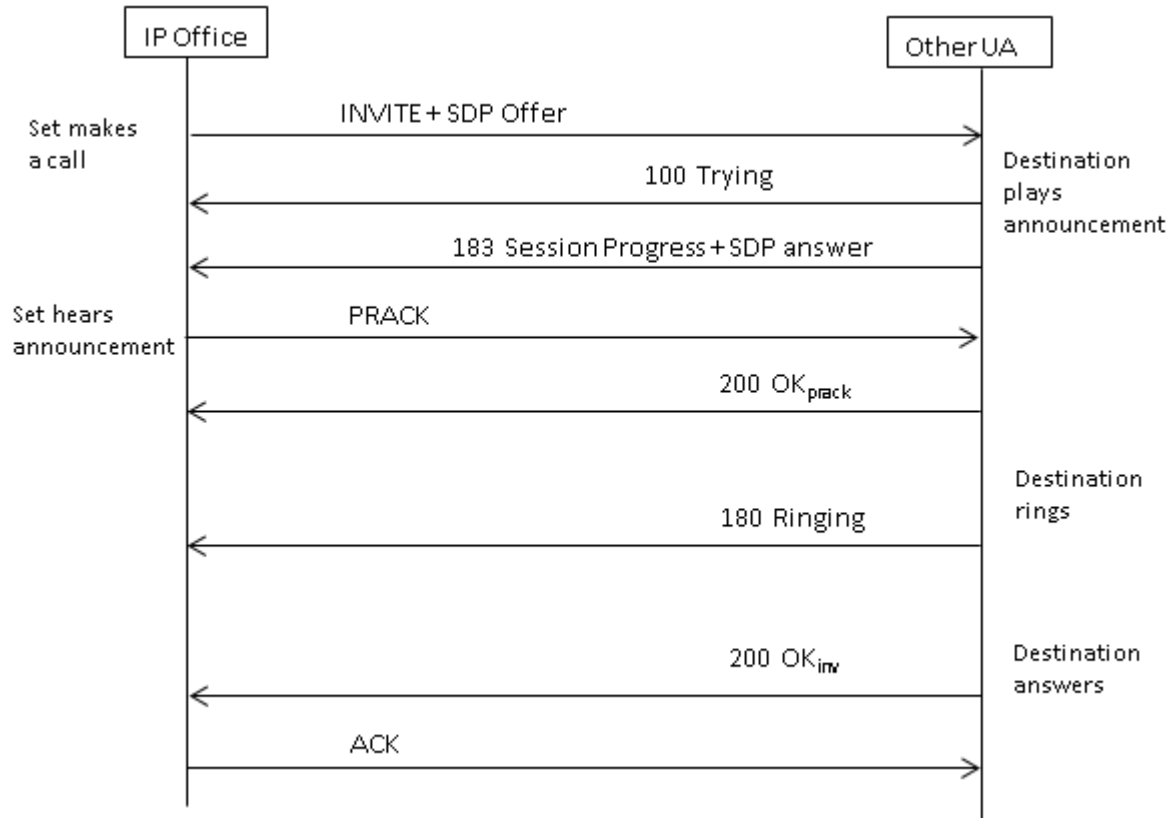 IP Office
Other UA
INVITE + SDP Offer
Set makes
a call
100 Trying
Destination
plays
announcement
183 Session Progress + SDP answer
Set hears
announcement
PRACK
200 OKprack
Destination
rings
180 Ringing
200 OKinv
Destination
answers
ACK